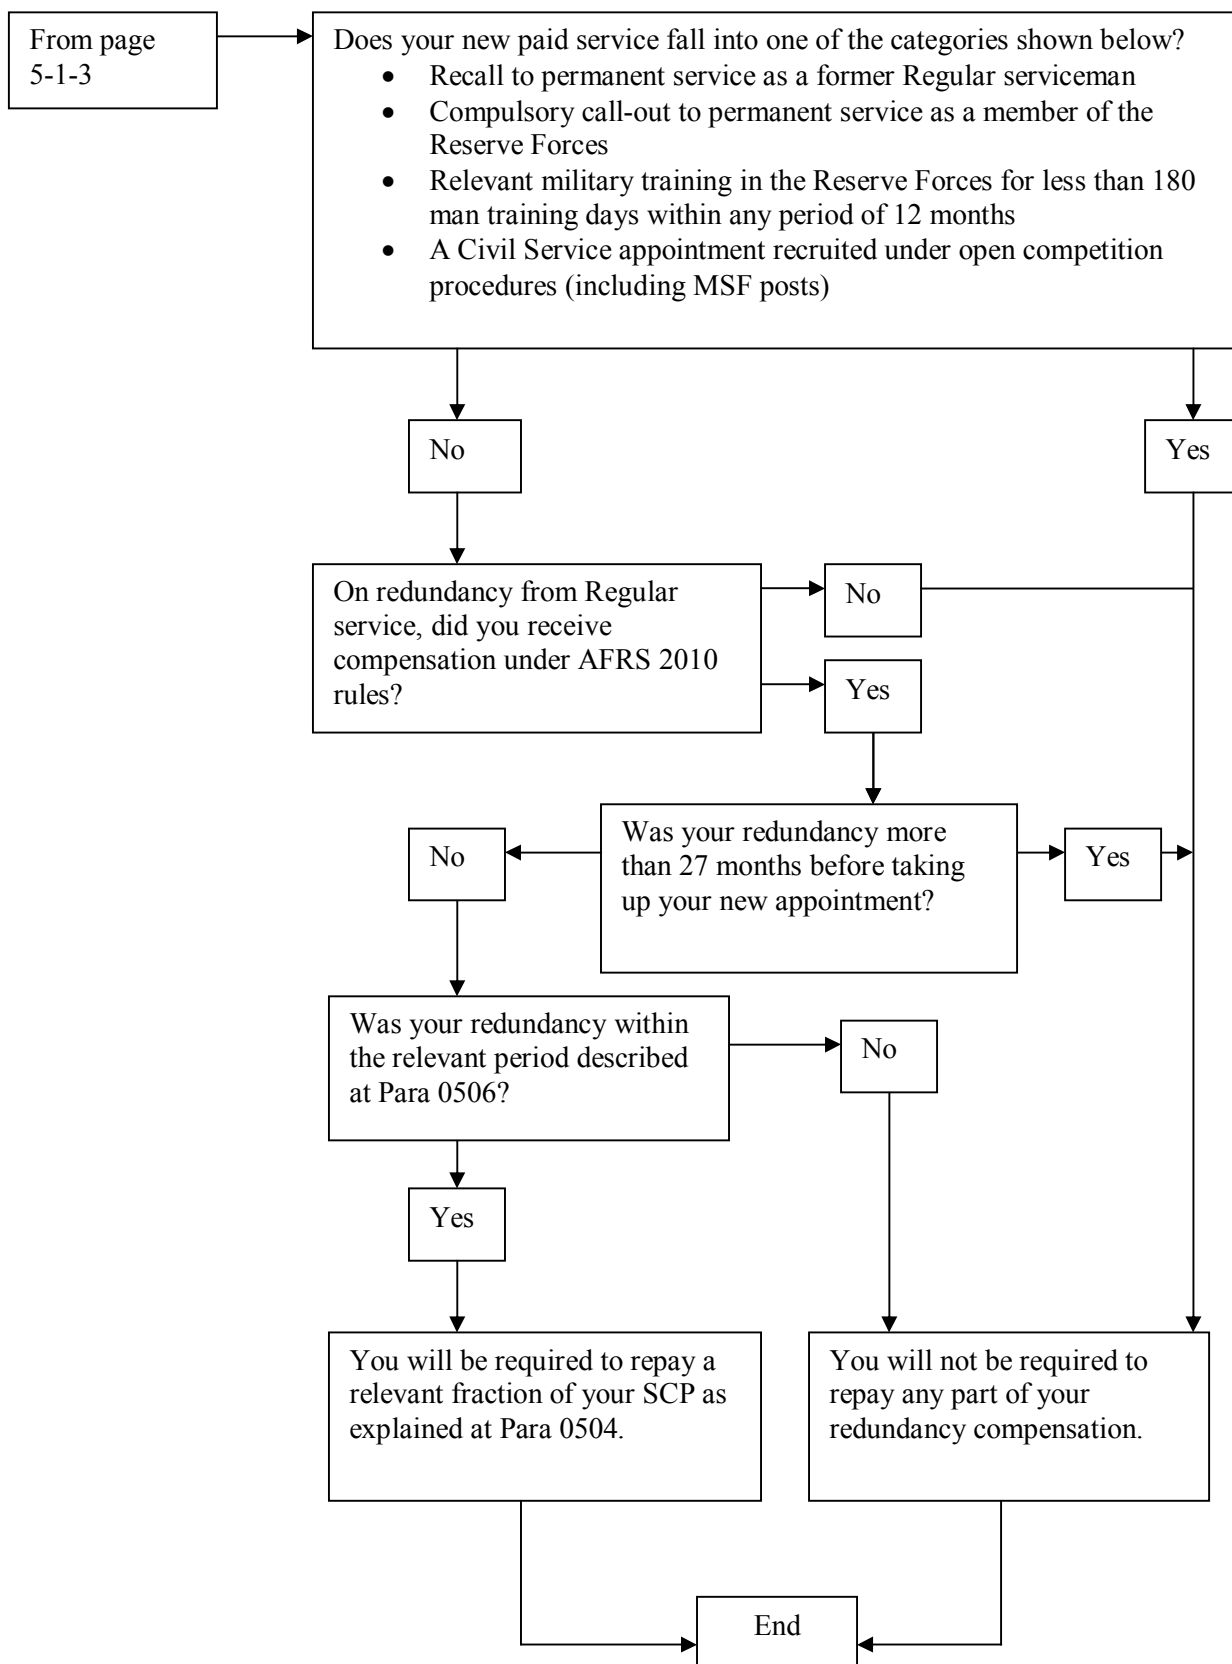 From page
5-1-3
Does your new paid service fall into one of the categories shown below?
• Recall to permanent service as a former Regular serviceman
• Compulsory call-out to permanent service as a member of the
Reserve Forces
• Relevant military training in the Reserve Forces for less than 180
man training days within any period of 12 months
• A Civil Service appointment recruited under open competition
procedures (including MSF posts)
No
Yes
On redundancy from Regular
service, did you receive
compensation under AFRS 2010
rules?
No
Yes
Was your redundancy more
than 27 months before taking
up your new appointment?
No
Yes
Was your redundancy within
the relevant period described
at Para 0506?
No
Yes
You will be required to repay a
relevant fraction of your SCP as
explained at Para 0504.
You will not be required to
repay any part of your
redundancy compensation.
End